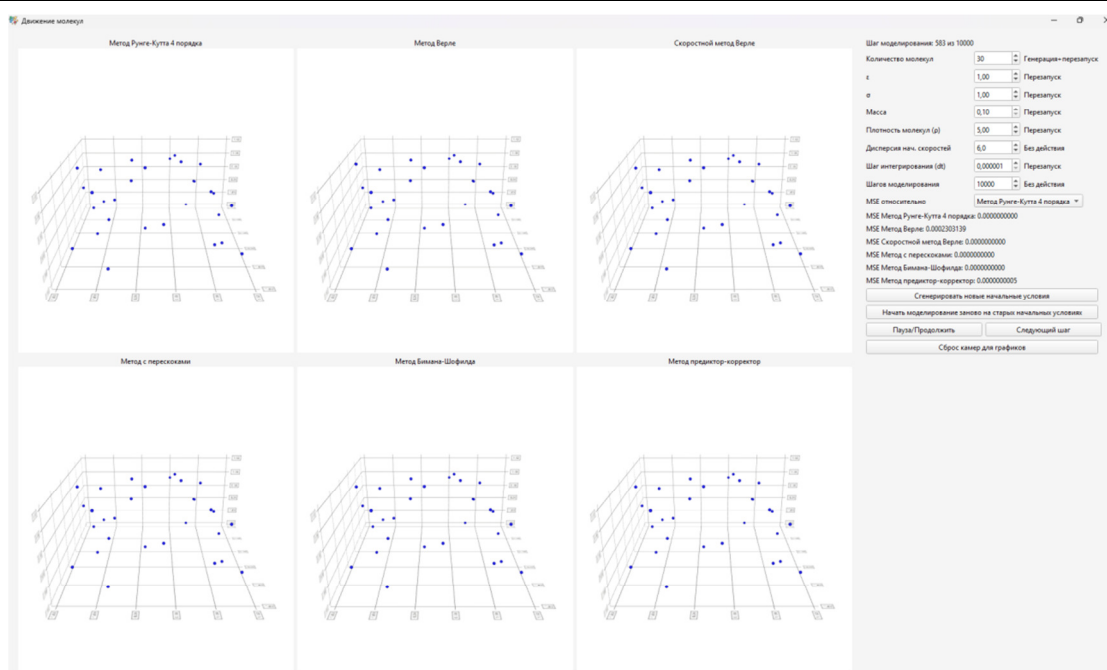 Движение молекул
Метод Рунге-Кутта 4 порядка
Метод Верле
Скоростной метод Верле
Метод с перескоками
Метод Бимана-Шофилда
Метод предиктор-корректор
Шаг моделирования: 583 из 10000
Количество молекул 30 Генерация+перезапуск
ε 1,00 Перезапуск
σ 1,00 Перезапуск
Масса 0,10 Перезапуск
Плотность молекул (ρ) 5,00 Перезапуск
Дисперсия нач. скоростей 6,0 Без действия
Шаг интегрирования (dt) 0,000001 Перезапуск
Шагов моделирования 10000 Без действия
MSE относительно Метод Рунге-Кутта 4 порядка
MSE Метод Рунге-Кутта 4 порядка: 0.0000000000
MSE Метод Верле: 0.0002303139
MSE Скоростной метод Верле: 0.0000000000
MSE Метод с перескоками: 0.0000000000
MSE Метод Бимана-Шофилда: 0.0000000000
MSE Метод предиктор-корректор: 0.0000000005
Сгенерировать новые начальные условия
Начать моделирование заново на старых начальных условиях
Пауза/Продолжить Следующий шаг
Сброс камер для графиков